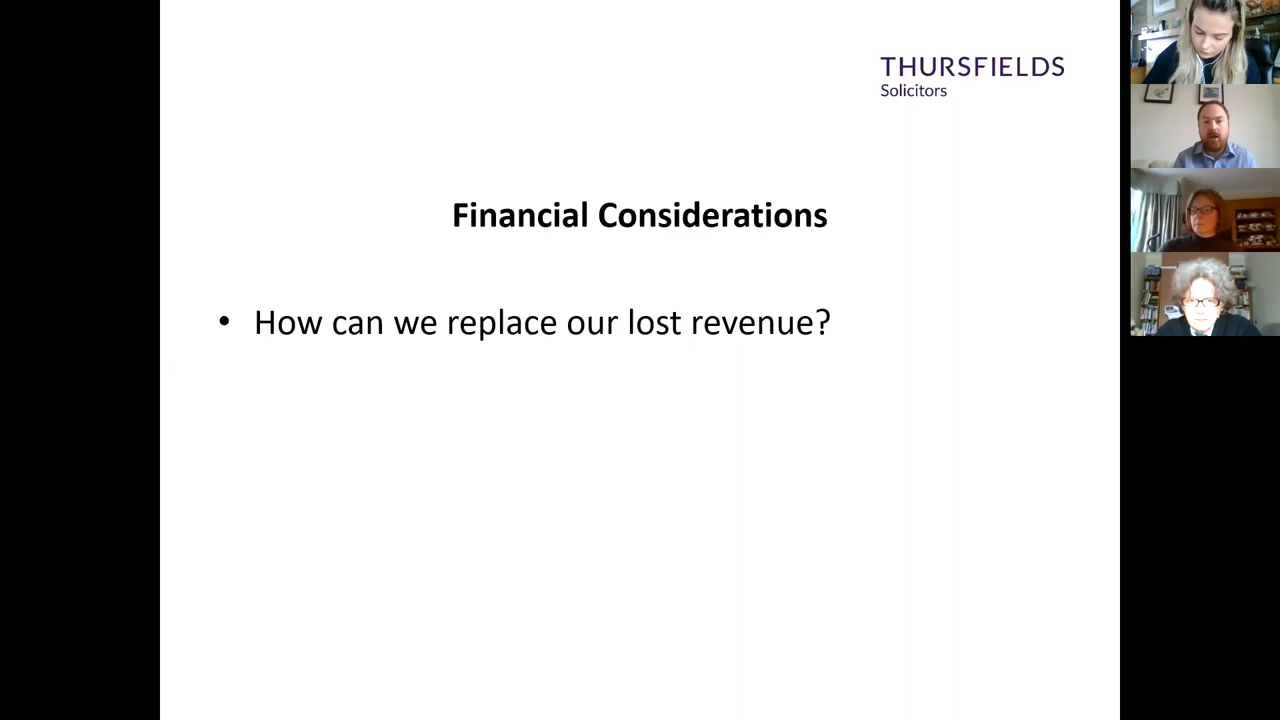 THURSFIELDS
Solicitors
Financial Considerations
• How can we replace our lost revenue?